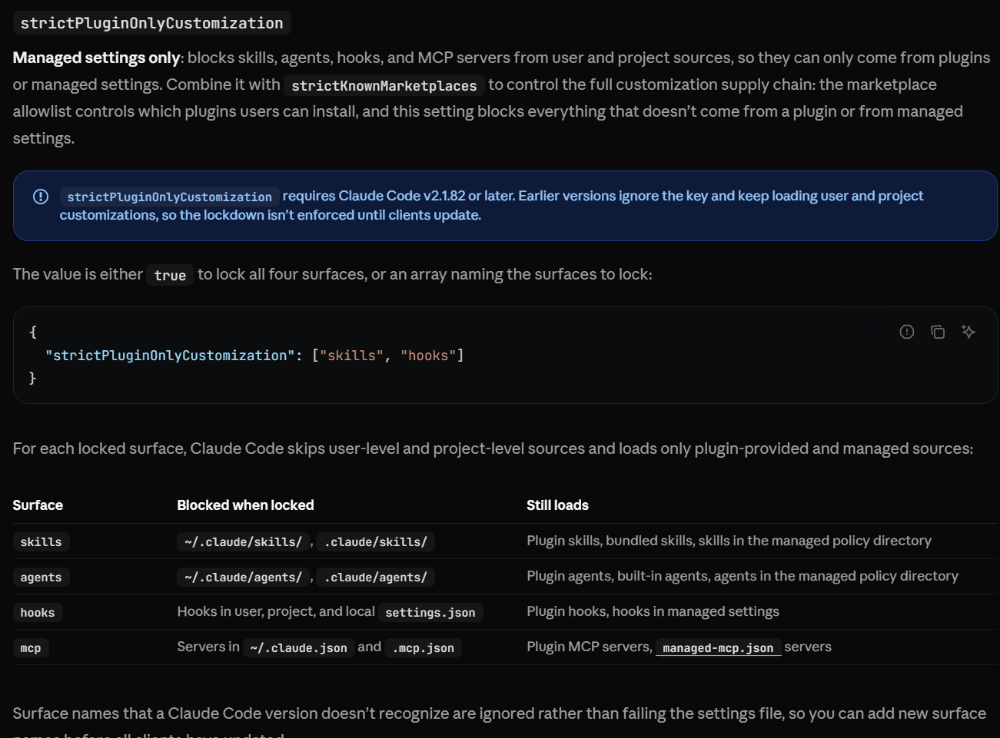 strictPluginOnlyCustomization
Managed settings only: blocks skills, agents, hooks, and MCP servers from user and project sources, so they can only come from plugins
or managed settings. Combine it with strictKnownMarketplaces to control the full customization supply chain: the marketplace
allowlist controls which plugins users can install, and this setting blocks everything that doesn’t come from a plugin or from managed
settings.
strictPluginOnlyCustomization requires Claude Code v2.1.82 or later. Earlier versions ignore the key and keep loading user and project
customizations, so the lockdown isn’t enforced until clients update.
The value is either true to lock all four surfaces, or an array naming the surfaces to lock:
{
"strictPluginOnlyCustomization": ["skills", "hooks"]
}
For each locked surface, Claude Code skips user-level and project-level sources and loads only plugin-provided and managed sources:
Surface Blocked when locked Still loads
skills ~/.claude/skills/, .claude/skills/ Plugin skills, bundled skills, skills in the managed policy directory
agents ~/.claude/agents/, .claude/agents/ Plugin agents, built-in agents, agents in the managed policy directory
hooks Hooks in user, project, and local settings.json Plugin hooks, hooks in managed settings
mcp Servers in ~/.claude.json and .mcp.json Plugin MCP servers, managed-mcp.json servers
Surface names that a Claude Code version doesn’t recognize are ignored rather than failing the settings file, so you can add new surface